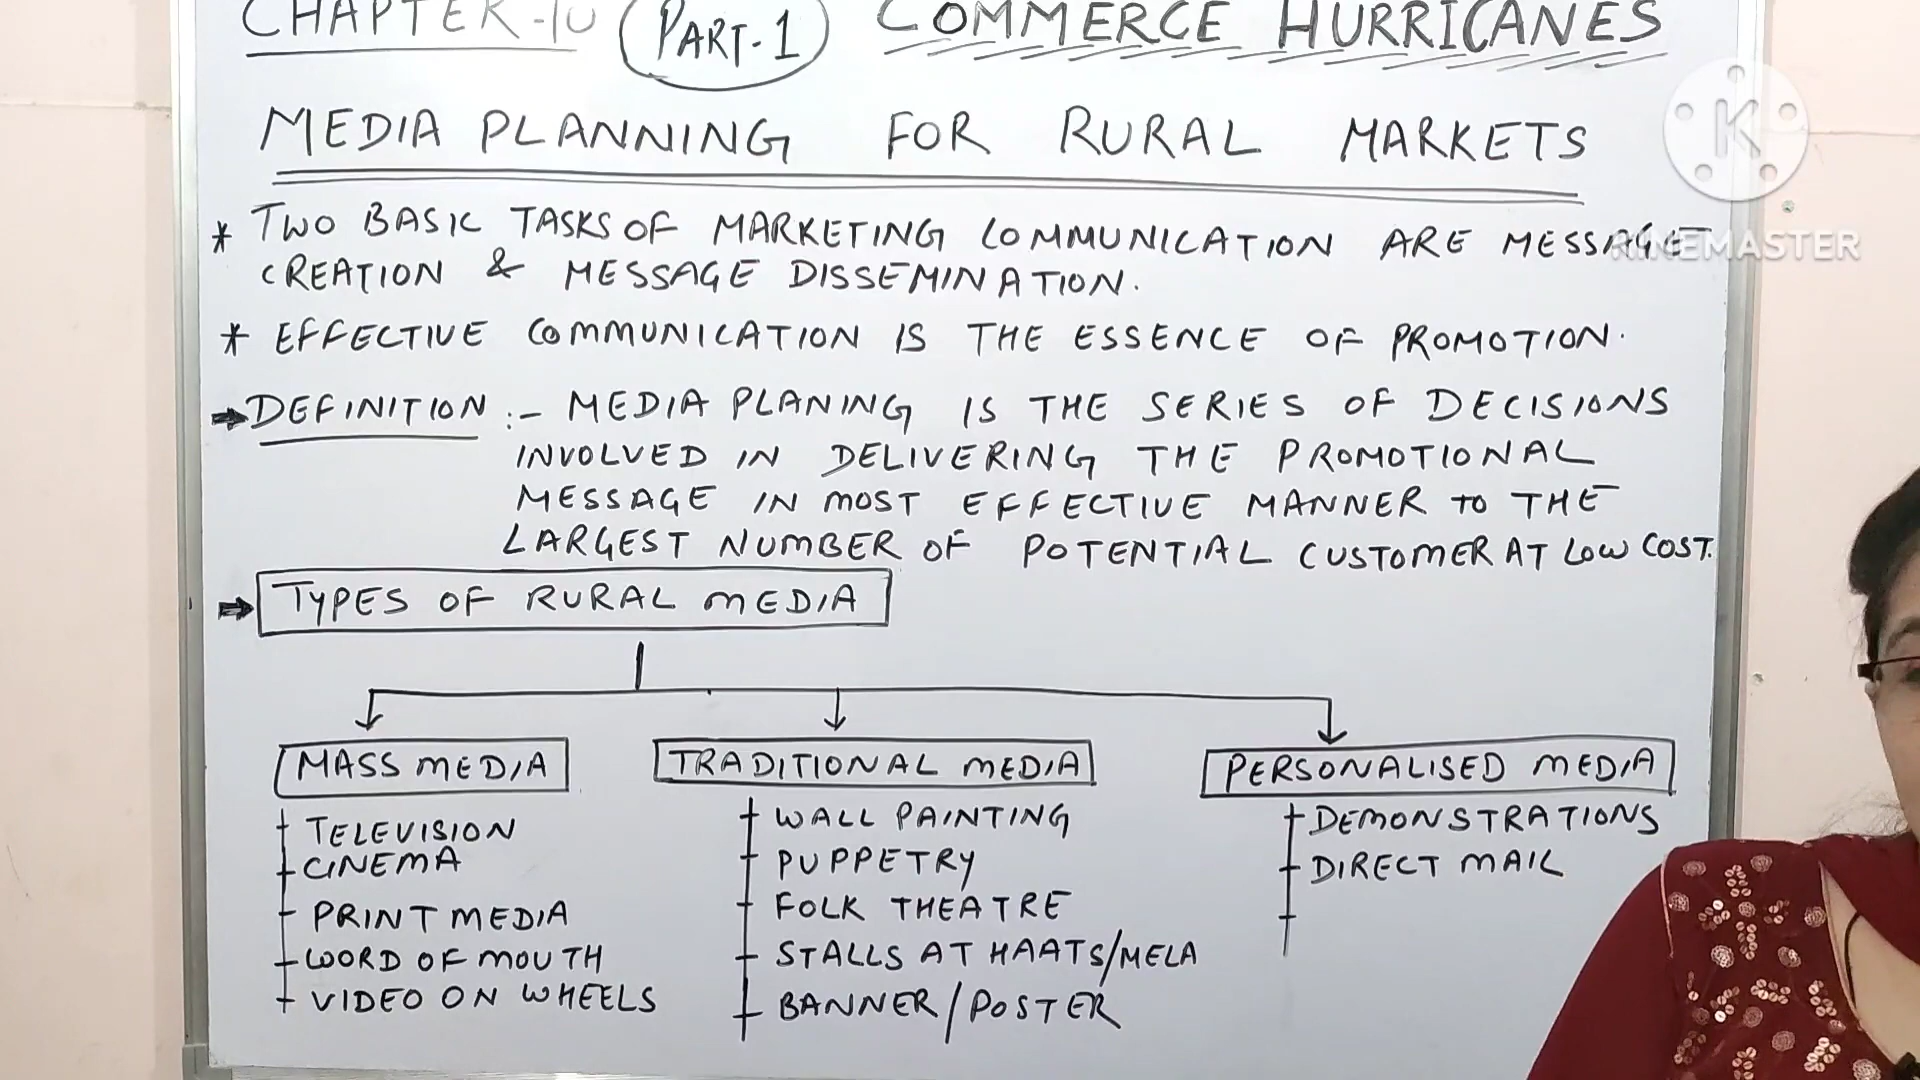 CHAPTER-10 PART-1 COMMERCE HURRICANES
MEDIA PLANNING FOR RURAL MARKETS
* TWO BASIC TASKS OF MARKETING COMMUNICATION ARE MESSAGE
CREATION & MESSAGE DISSEMINATION.
KINEMASTER
* EFFECTIVE COMMUNICATION IS THE ESSENCE OF PROMOTION.
→ DEFINITION :- MEDIA PLANING IS THE SERIES OF DECISIONS
INVOLVED IN DELIVERING THE PROMOTIONAL
MESSAGE IN MOST EFFECTIVE MANNER TO THE
LARGEST NUMBER OF POTENTIAL CUSTOMER AT LOW COST.
→ TYPES OF RURAL MEDIA
MASS MEDIA
TELEVISION
CINEMA
PRINT MEDIA
WORD OF MOUTH
VIDEO ON WHEELS
TRADITIONAL MEDIA
WALL PAINTING
PUPPETRY
FOLK THEATRE
STALLS AT HAATS/MELA
BANNER/POSTER
PERSONALISED MEDIA
DEMONSTRATIONS
DIRECT MAIL